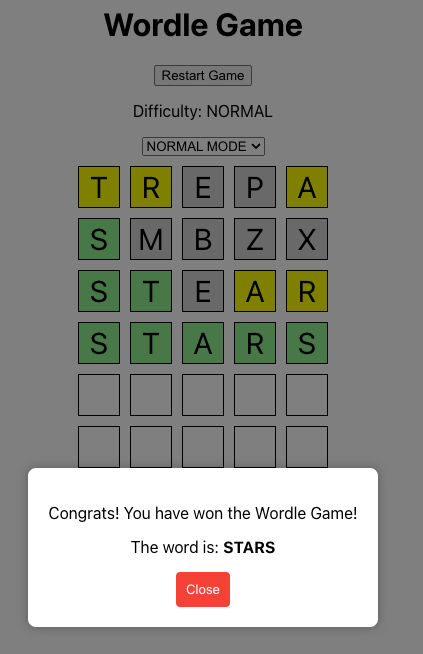 Wordle Game
Restart Game
Difficulty: NORMAL
NORMAL MODE
T R E P A
S M B Z X
S T E A R
S T A R S
Congrats! You have won the Wordle Game!
The word is: STARS
Close